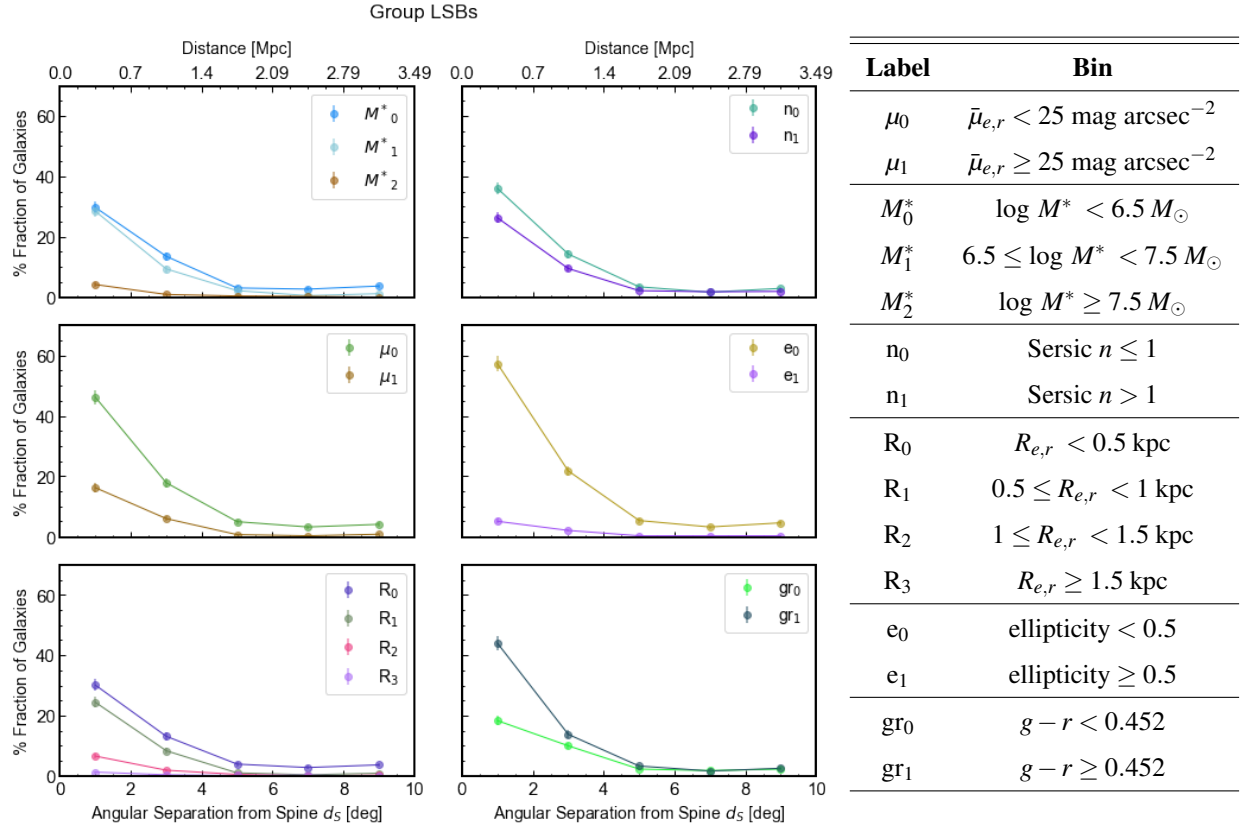 Group LSBs
Distance [Mpc]
0.0 0.7 1.4 2.09 2.79 3.49
Distance [Mpc]
0.0 0.7 1.4 2.09 2.79 3.49
% Fraction of Galaxies
60
40
20
0
M*₀
M*₁
M*₂
n₀
n₁
% Fraction of Galaxies
60
40
20
0
μ₀
μ₁
e₀
e₁
% Fraction of Galaxies
60
40
20
0
R₀
R₁
R₂
R₃
gr₀
gr₁
0 2 4 6 8 10
Angular Separation from Spine dₛ [deg]
0 2 4 6 8 10
Angular Separation from Spine dₛ [deg]
Label Bin
μ₀ μ̄ₑ,ᵣ < 25 mag arcsec⁻²
μ₁ μ̄ₑ,ᵣ ≥ 25 mag arcsec⁻²
M*₀ log M* < 6.5 M☉
M*₁ 6.5 ≤ log M* < 7.5 M☉
M*₂ log M* ≥ 7.5 M☉
n₀ Sersic n ≤ 1
n₁ Sersic n > 1
R₀ Rₑ,ᵣ < 0.5 kpc
R₁ 0.5 ≤ Rₑ,ᵣ < 1 kpc
R₂ 1 ≤ Rₑ,ᵣ < 1.5 kpc
R₃ Rₑ,ᵣ ≥ 1.5 kpc
e₀ ellipticity < 0.5
e₁ ellipticity ≥ 0.5
gr₀ g − r < 0.452
gr₁ g − r ≥ 0.452